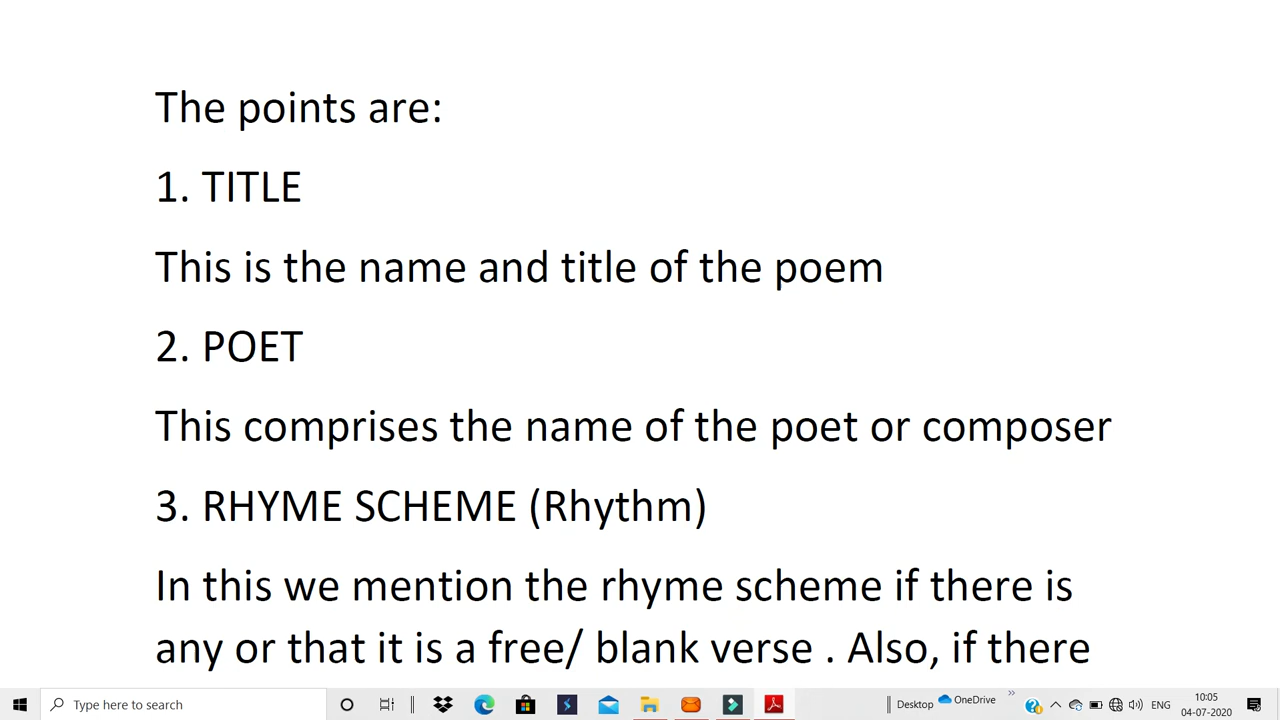 The points are:
1. TITLE
This is the name and title of the poem
2. POET
This comprises the name of the poet or composer
3. RHYME SCHEME (Rhythm)
In this we mention the rhyme scheme if there is
any or that it is a free/ blank verse . Also, if there
Type here to search
Desktop
OneDrive
ENG
10:05
04-07-2020